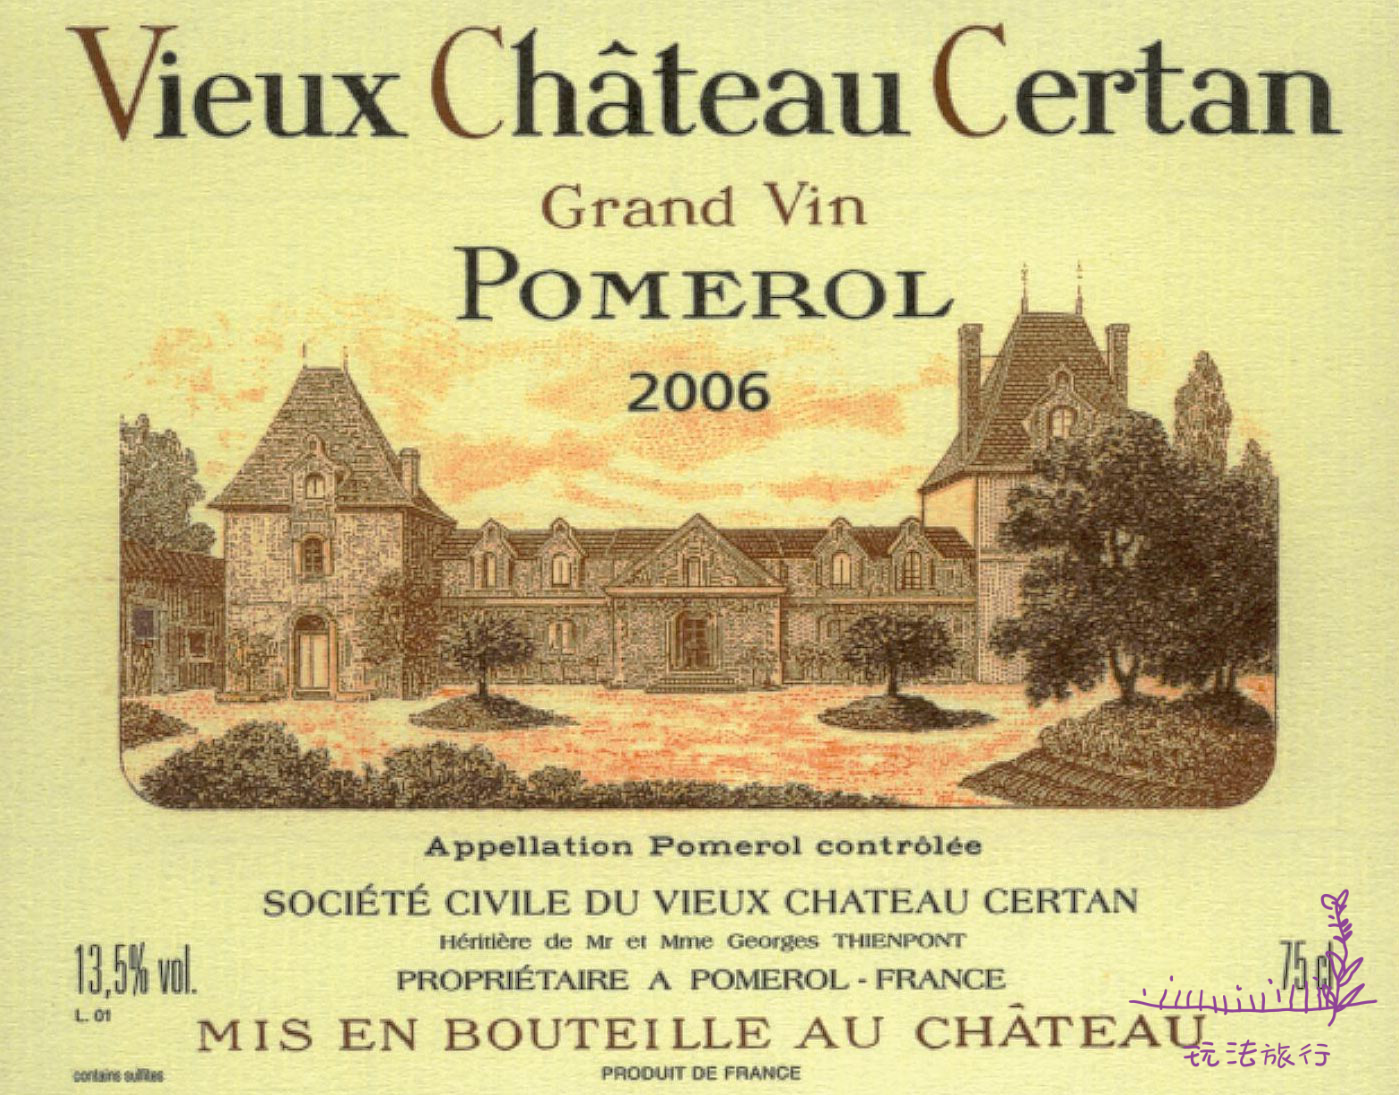 Vieux Château Certan
Grand Vin
POMEROL
2006
Appellation Pomerol contrôlée
SOCIÉTÉ CIVILE DU VIEUX CHATEAU CERTAN
Héritière de Mr et Mme Georges THIENPONT
13,5% vol.
75 cl
PROPRIÉTAIRE A POMEROL - FRANCE
L. 01
MIS EN BOUTEILLE AU CHÂTEAU
玩法旅行
contains sulfites
PRODUIT DE FRANCE